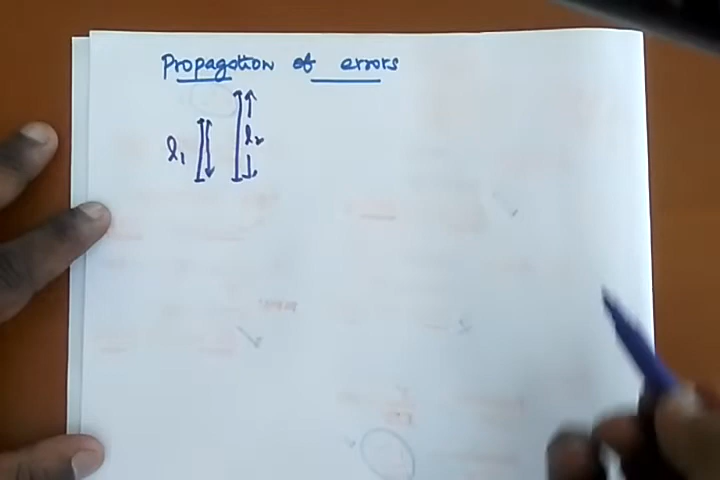 Propagation of errors
l₁ l₂